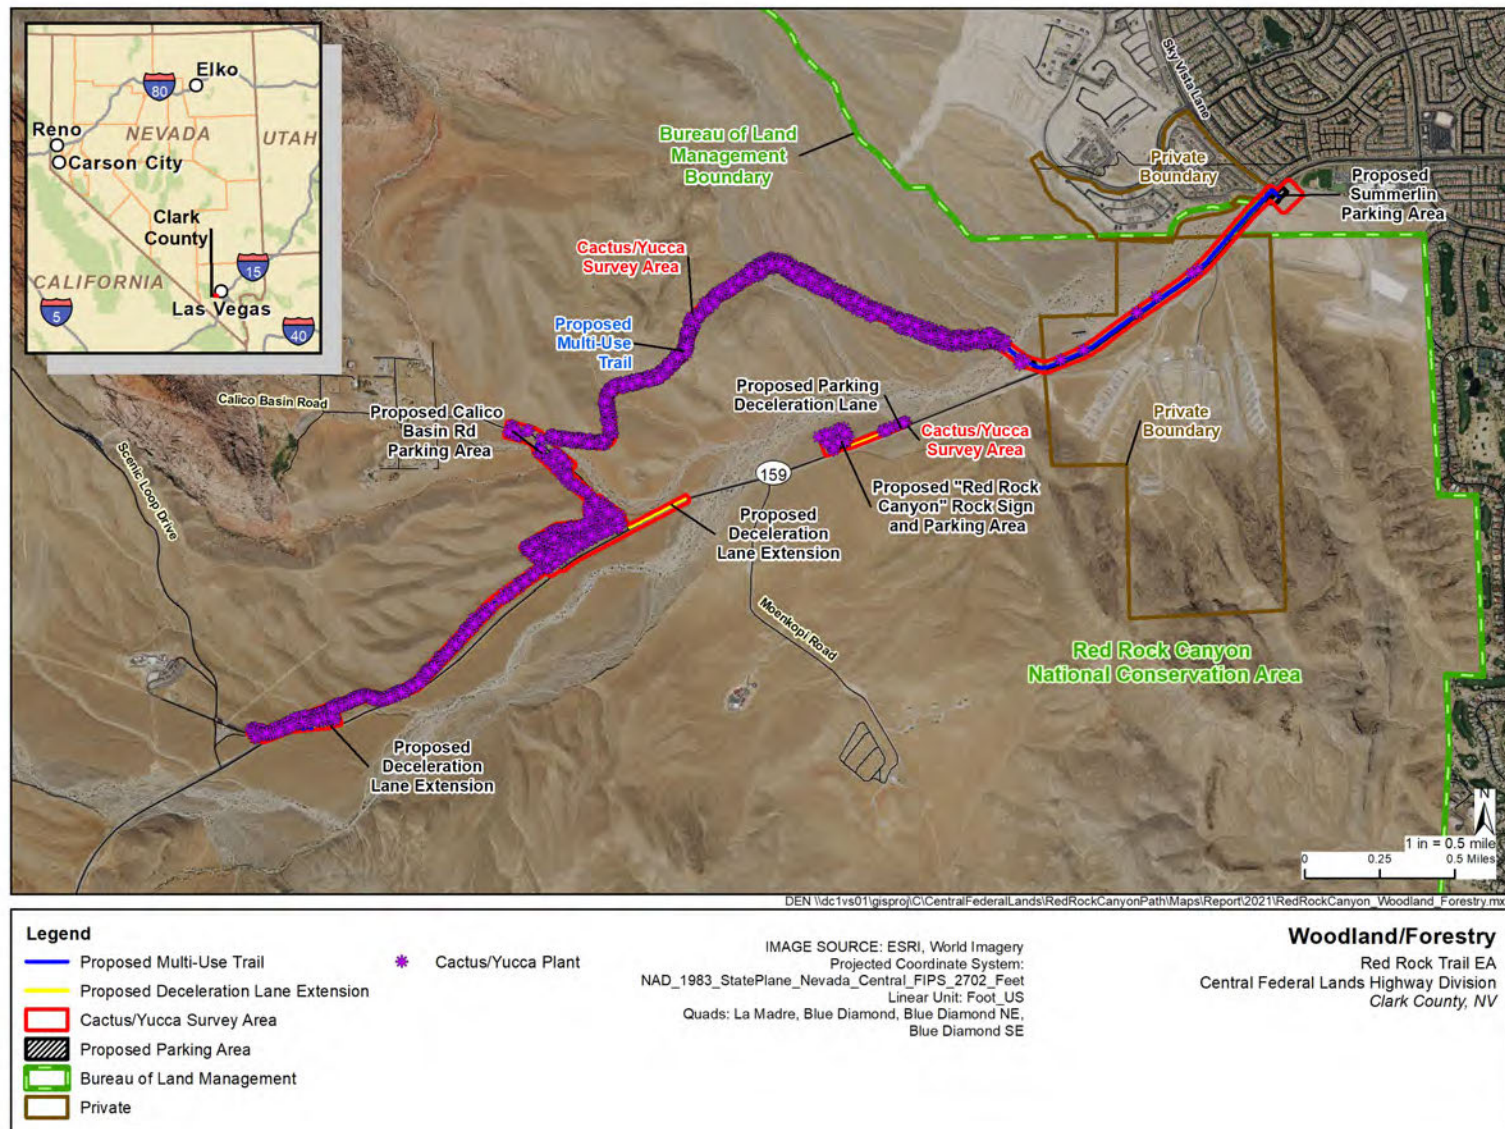 Elko
80
Reno
NEVADA
UTAH
Carson City
Clark
County
15
CALIFORNIA
Las Vegas
5
40
Sky Vista Lane
Bureau of Land
Management
Boundary
Private
Boundary
Proposed
Summerlin
Parking Area
Cactus/Yucca
Survey Area
Proposed
Multi-Use
Trail
Calico Basin Road
Proposed Calico
Basin Rd
Parking Area
Proposed Parking
Deceleration Lane
Private
Boundary
Cactus/Yucca
Survey Area
Scenic Loop Drive
159
Proposed "Red Rock
Canyon" Rock Sign
and Parking Area
Proposed
Deceleration
Lane Extension
Moenkopi Road
Red Rock Canyon
National Conservation Area
Proposed
Deceleration
Lane Extension
N
1 in = 0.5 mile
0 0.25 0.5 Miles
DEN \\dc1vs01\gisproj\C\CentralFederalLands\RedRockCanyonPath\Maps\Report\2021\RedRockCanyon_Woodland_Forestry.mx
Legend
Proposed Multi-Use Trail
Cactus/Yucca Plant
Proposed Deceleration Lane Extension
Cactus/Yucca Survey Area
Proposed Parking Area
Bureau of Land Management
Private
IMAGE SOURCE: ESRI, World Imagery
Projected Coordinate System:
NAD_1983_StatePlane_Nevada_Central_FIPS_2702_Feet
Linear Unit: Foot_US
Quads: La Madre, Blue Diamond, Blue Diamond NE,
Blue Diamond SE
Woodland/Forestry
Red Rock Trail EA
Central Federal Lands Highway Division
Clark County, NV